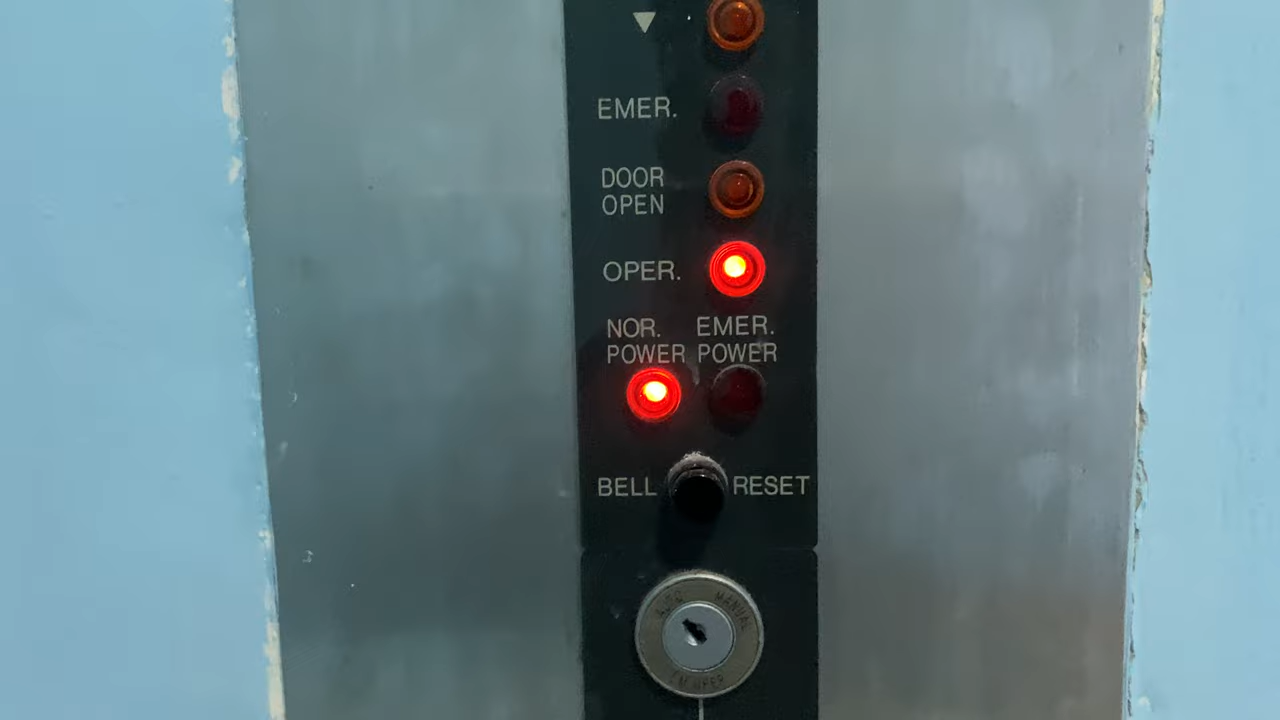 EMER.
DOOR
OPEN
OPER.
NOR. EMER.
POWER POWER
BELL RESET
MANUAL